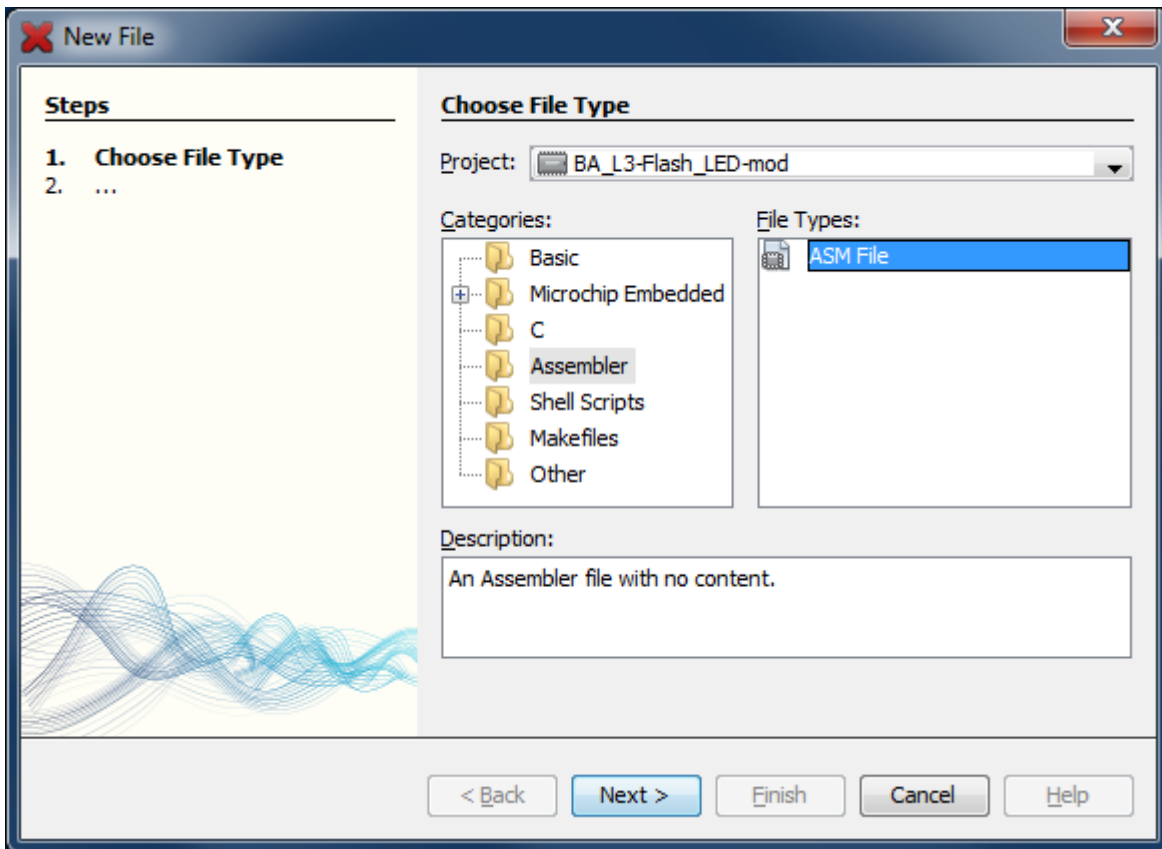 New File
Steps
1. Choose File Type
2. ...
Choose File Type
Project: BA_L3-Flash_LED-mod
Categories:
Basic
Microchip Embedded
C
Assembler
Shell Scripts
Makefiles
Other
File Types:
ASM File
Description:
An Assembler file with no content.
< Back Next > Finish Cancel Help